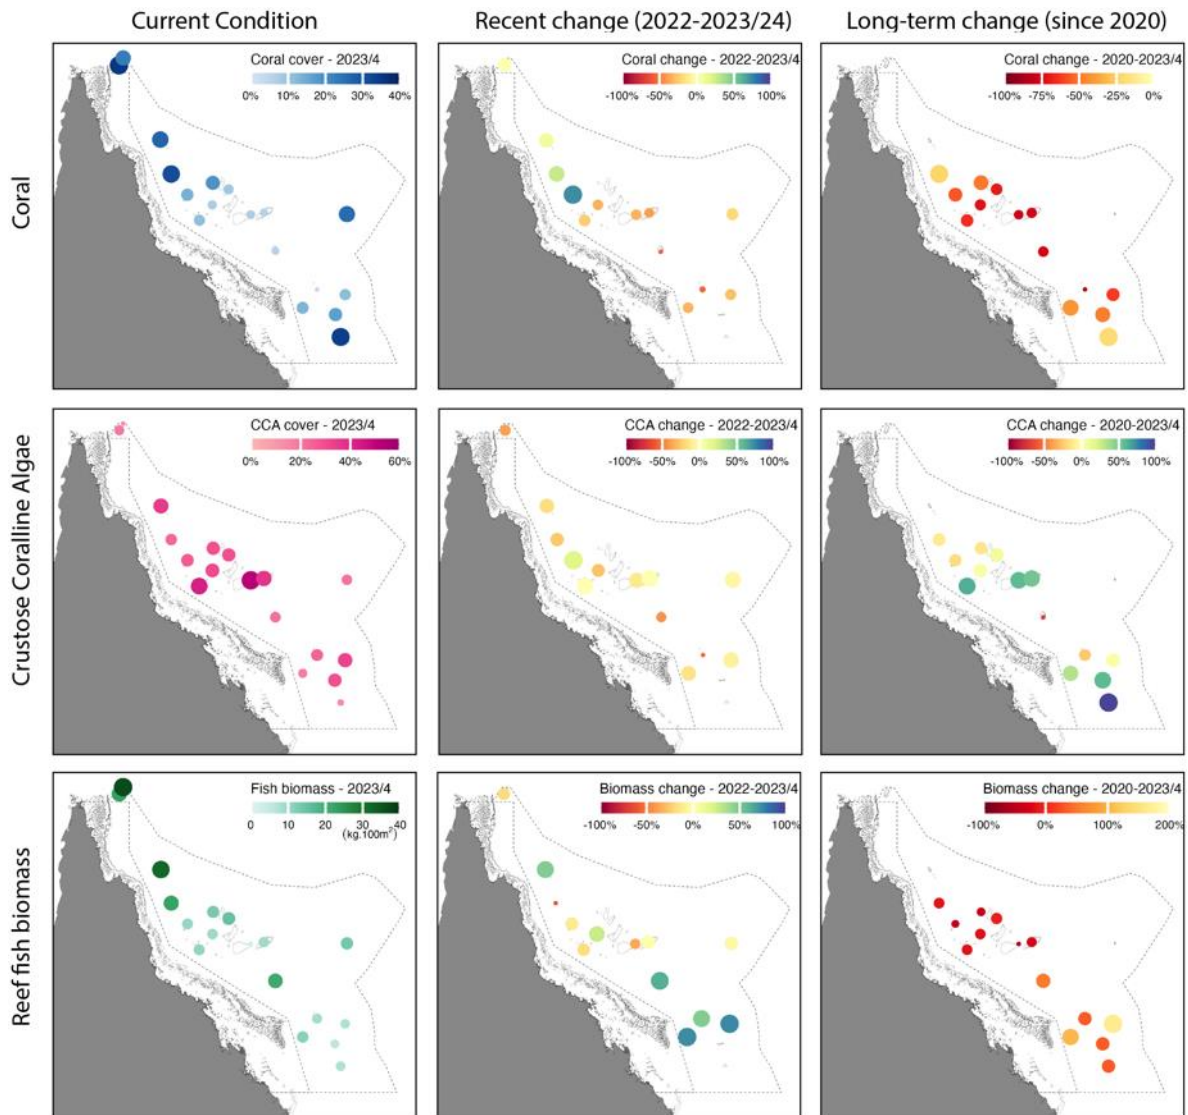 Current Condition
Recent change (2022-2023/24)
Long-term change (since 2020)
Coral
Coral cover - 2023/4
0% 10% 20% 30% 40%
Coral change - 2022-2023/4
-100% -50% 0% 50% 100%
Coral change - 2020-2023/4
-100% -75% -50% -25% 0%
Crustose Coralline Algae
CCA cover - 2023/4
0% 20% 40% 60%
CCA change - 2022-2023/4
-100% -50% 0% 50% 100%
CCA change - 2020-2023/4
-100% -50% 0% 50% 100%
Reef fish biomass
Fish biomass - 2023/4
0 10 20 30 40
(kg.100m²)
Biomass change - 2022-2023/4
-100% -50% 0% 50% 100%
Biomass change - 2020-2023/4
-100% 0% 100% 200%